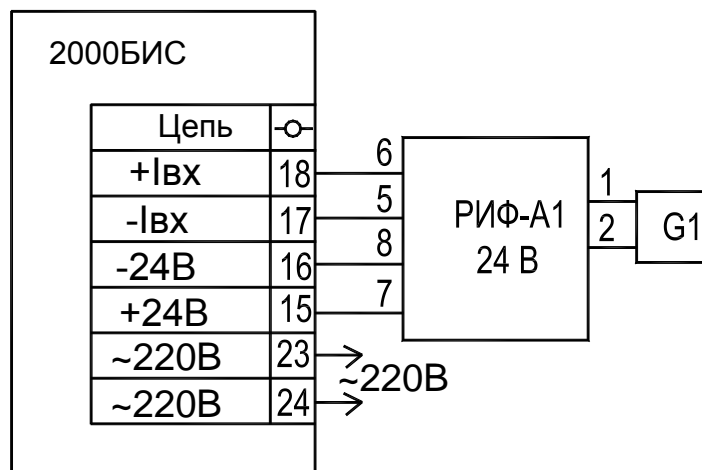 2000БИС
Цепь
+Iвх 18 6
-Iвх 17 5
-24В 16 8
+24В 15 7
~220В 23
~220В 24
~220В
РИФ-А1
24 В
1
2
G1